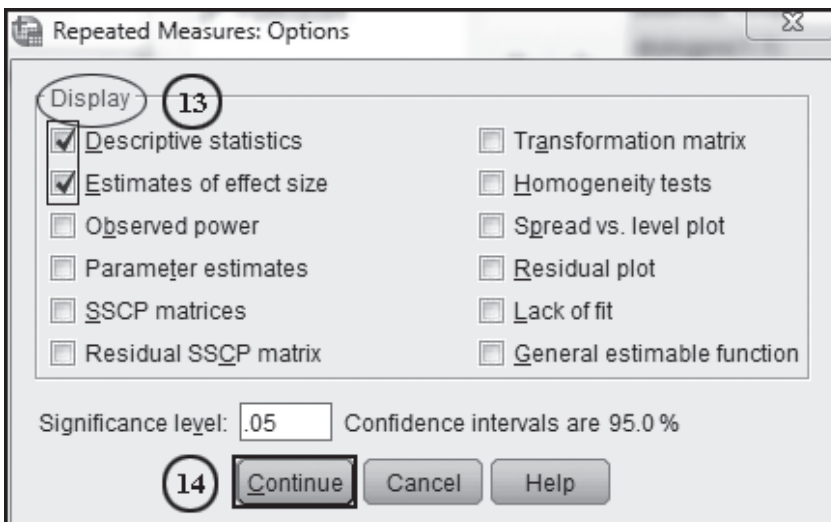 Repeated Measures: Options
Display 13
Descriptive statistics
Estimates of effect size
Observed power
Parameter estimates
SSCP matrices
Residual SSCP matrix
Transformation matrix
Homogeneity tests
Spread vs. level plot
Residual plot
Lack of fit
General estimable function
Significance level: .05 Confidence intervals are 95.0 %
14 Continue Cancel Help